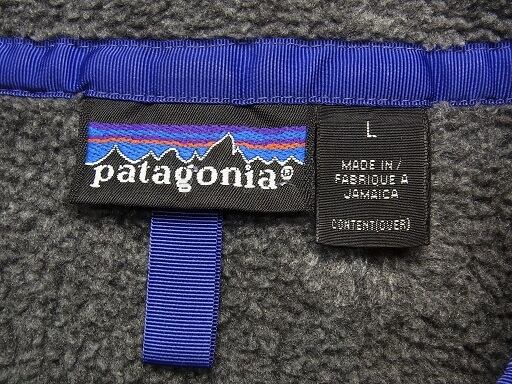 patagonia®
L
MADE IN/
FABRIQUE A
JAMAICA
CONTENT(OVER)